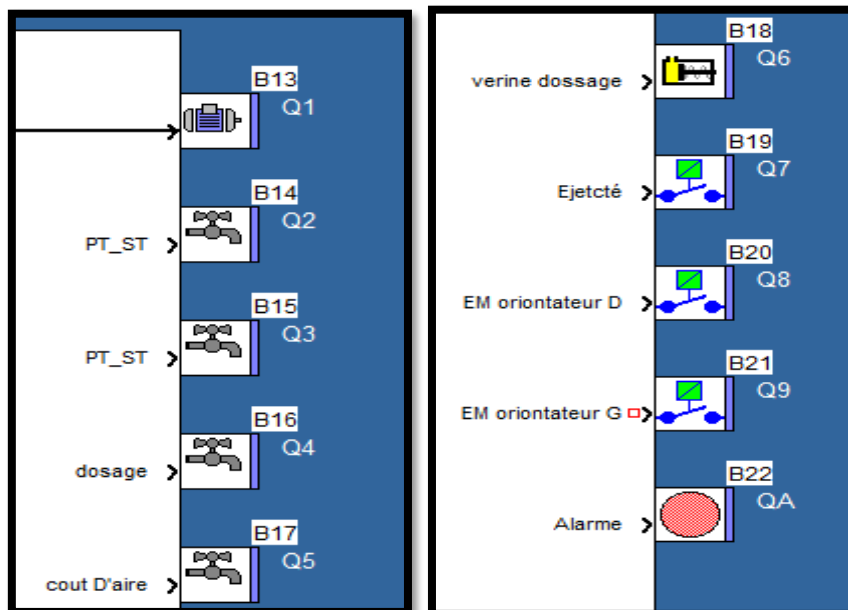 B13
Q1
B14
Q2
PT_ST
B15
Q3
PT_ST
B16
Q4
dosage
B17
Q5
cout D'aire
B18
Q6
verine dossage
B19
Q7
Ejetcté
B20
Q8
EM oriontateur D
B21
Q9
EM oriontateur G
B22
QA
Alarme